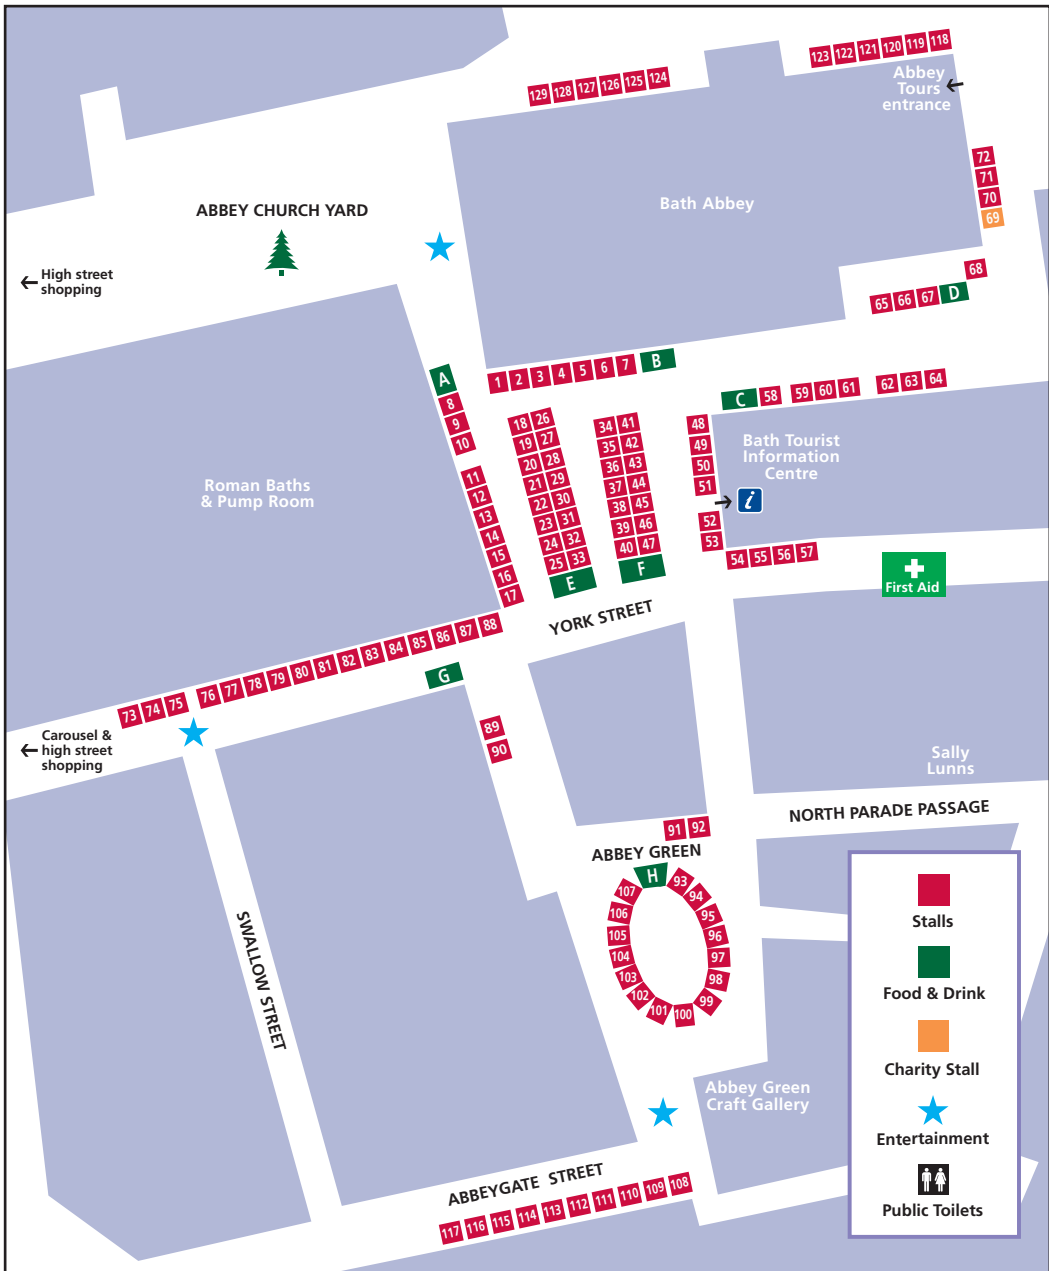 123 122 121 120 119 118
129 128 127 126 125 124
Abbey
Tours
entrance
72
71
70
69
Bath Abbey
ABBEY CHURCH YARD
High street
shopping
68
65 66 67 D
1 2 3 4 5 6 7 B
A
8
9
10
11
12
13
14
15
16
17
C 58 59 60 61 62 63 64
18 26
19 27
20 28
21 29
22 30
23 31
24 32
25 33
E
34 41
35 42
36 43
37 44
38 45
39 46
40 47
F
48
49
50
51
52
53
Bath Tourist
Information
Centre
i
54 55 56 57
First Aid
Roman Baths
& Pump Room
YORK STREET
73 74 75 76 77 78 79 80 81 82 83 84 85 86 87 88
G
89
90
Carousel &
high street
shopping
Sally
Lunns
NORTH PARADE PASSAGE
91 92
ABBEY GREEN
H
93
94
95
96
97
98
99
100
101
102
103
104
105
106
107
SWALLOW STREET
Abbey Green
Craft Gallery
ABBEYGATE STREET
117 116 115 114 113 112 111 110 109 108
Stalls
Food & Drink
Charity Stall
Entertainment
Public Toilets